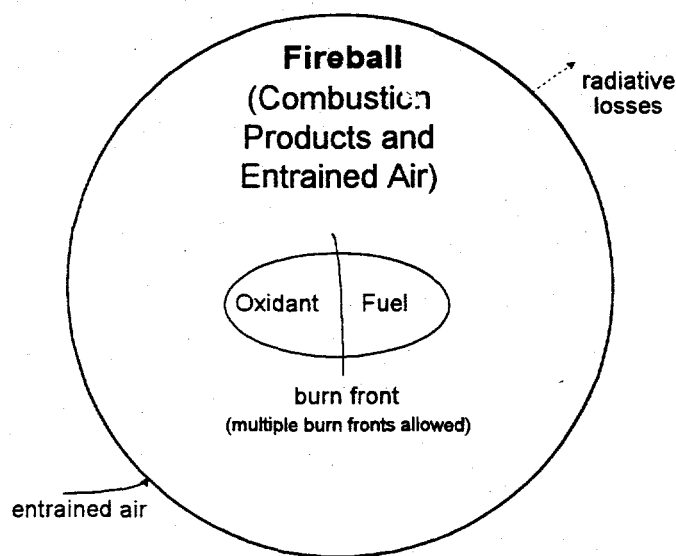 Fireball
(Combustion
Products and
Entrained Air)
radiative
losses
Oxidant
Fuel
burn front
(multiple burn fronts allowed)
entrained air